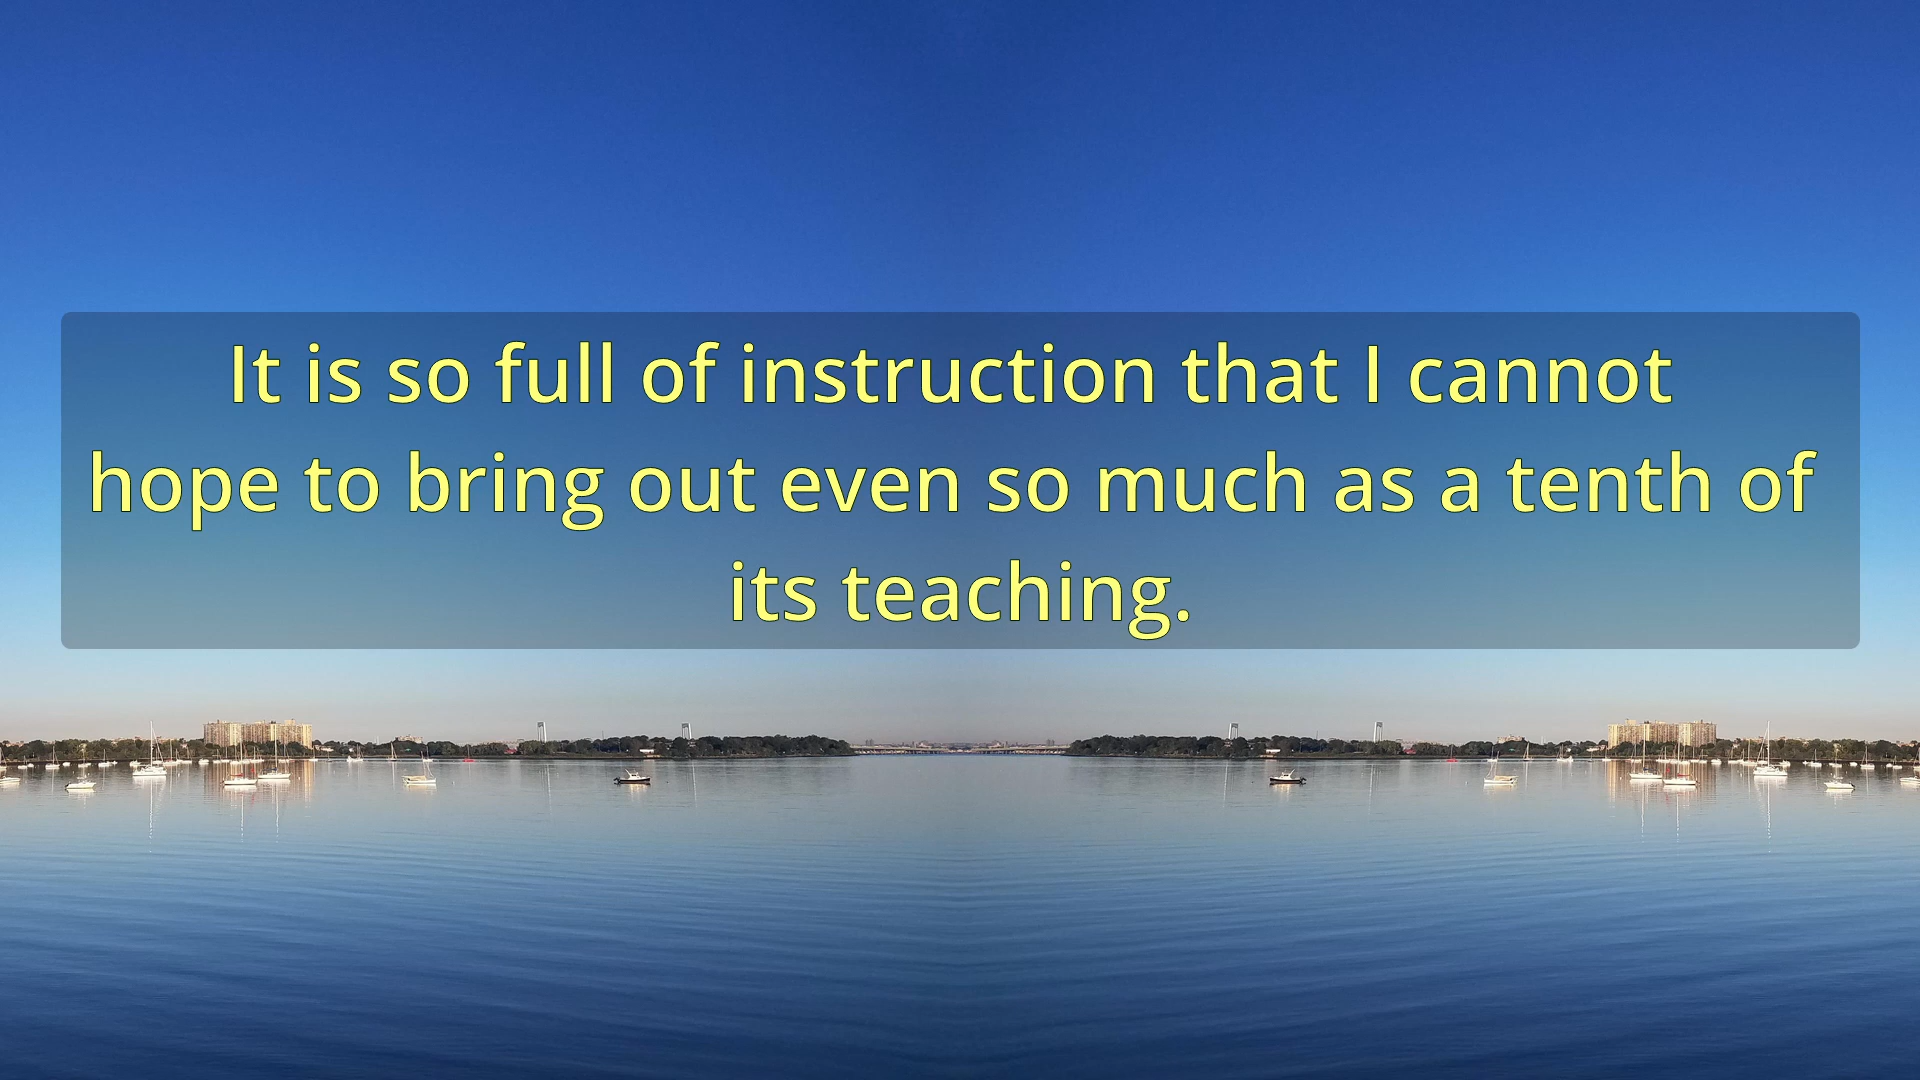 It is so full of instruction that I cannot
hope to bring out even so much as a tenth of
its teaching.